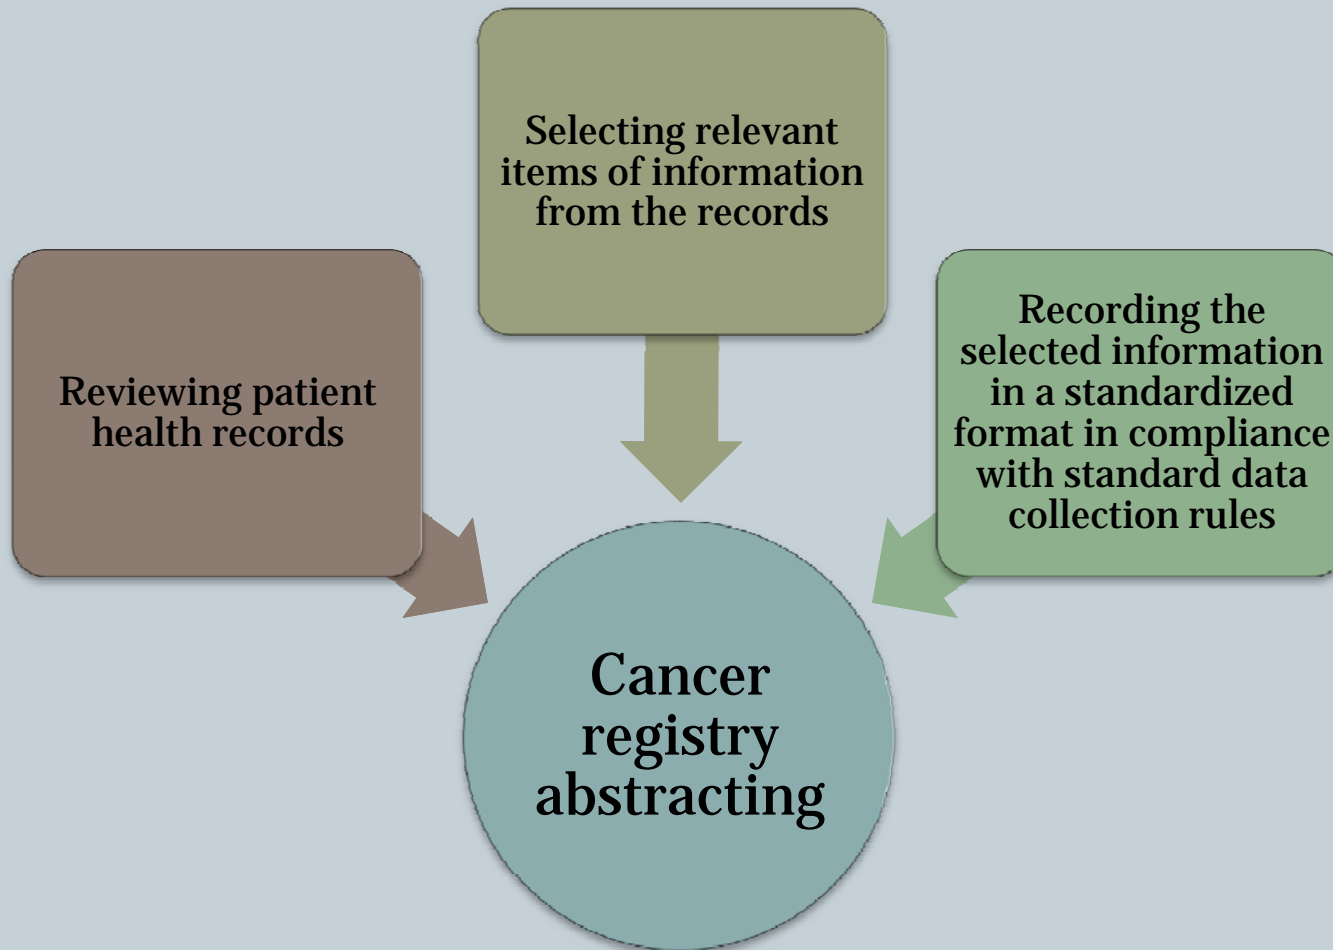 Selecting relevant
items of information
from the records
Reviewing patient
health records
Recording the
selected information
in a standardized
format in compliance
with standard data
collection rules
Cancer
registry
abstracting